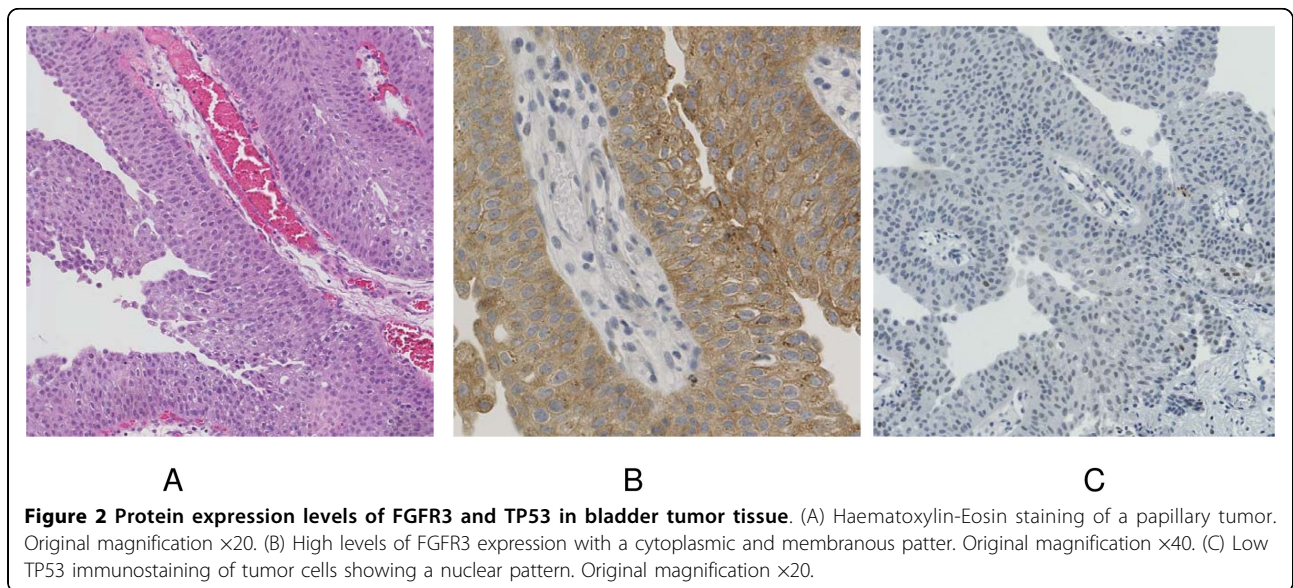 A
B
C
Figure 2 Protein expression levels of FGFR3 and TP53 in bladder tumor tissue. (A) Haematoxylin-Eosin staining of a papillary tumor.
Original magnification ×20. (B) High levels of FGFR3 expression with a cytoplasmic and membranous patter. Original magnification ×40. (C) Low
TP53 immunostaining of tumor cells showing a nuclear pattern. Original magnification ×20.